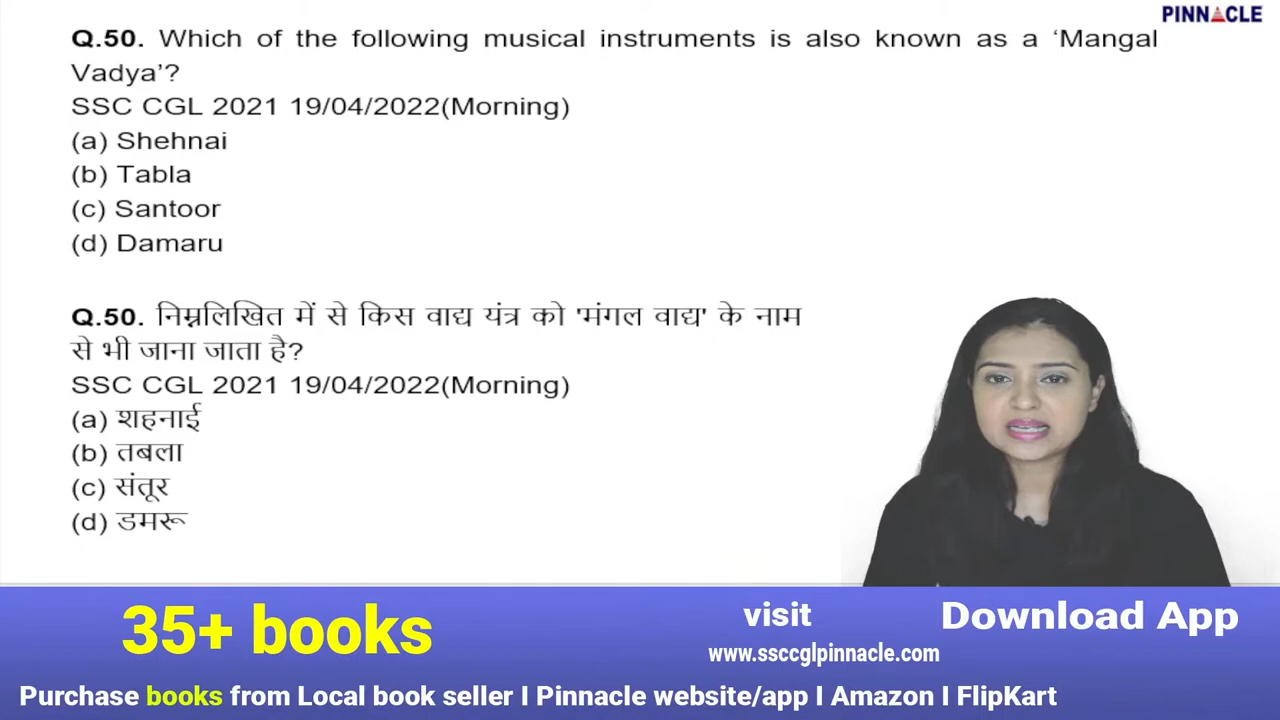 PINNACLE
Q.50. Which of the following musical instruments is also known as a ‘Mangal
Vadya’?
SSC CGL 2021 19/04/2022(Morning)
(a) Shehnai
(b) Tabla
(c) Santoor
(d) Damaru
Q.50. निम्नलिखित में से किस वाद्य यंत्र को 'मंगल वाद्य' के नाम
से भी जाना जाता है?
SSC CGL 2021 19/04/2022(Morning)
(a) शहनाई
(b) तबला
(c) संतूर
(d) डमरू
35+ books
visit
www.ssccglpinnacle.com
Download App
Purchase books from Local book seller I Pinnacle website/app I Amazon I FlipKart